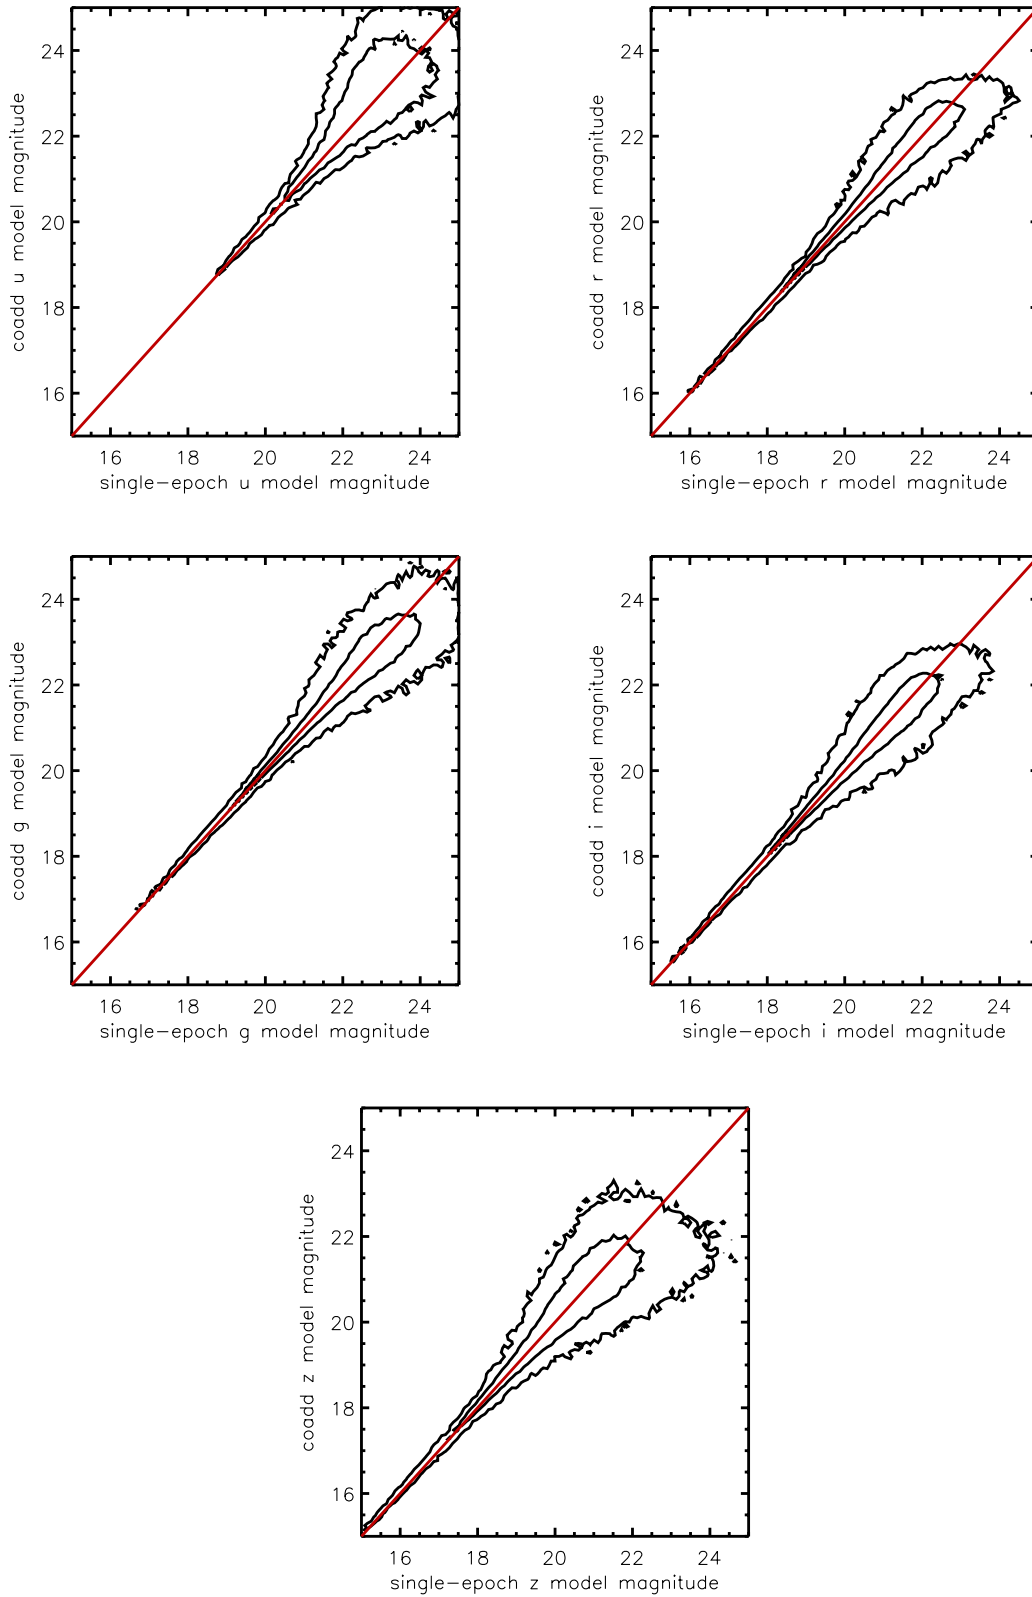 24
22
20
18
16
coadd u model magnitude
16 18 20 22 24
single-epoch u model magnitude
24
22
20
18
16
coadd r model magnitude
16 18 20 22 24
single-epoch r model magnitude
24
22
20
18
16
coadd g model magnitude
16 18 20 22 24
single-epoch g model magnitude
24
22
20
18
16
coadd i model magnitude
16 18 20 22 24
single-epoch i model magnitude
24
22
20
18
16
coadd z model magnitude
16 18 20 22 24
single-epoch z model magnitude